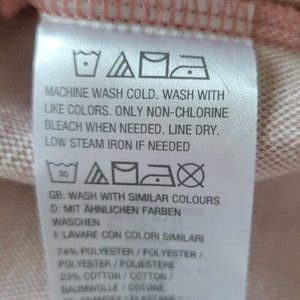 MACHINE WASH COLD. WASH WITH
LIKE COLORS. ONLY NON-CHLORINE
BLEACH WHEN NEEDED. LINE DRY.
LOW STEAM IRON IF NEEDED
30
GB: WASH WITH SIMILAR COLOURS
D: MIT ÄHNLICHEN FARBEN
WASCHEN
I: LAVARE CON COLORI SIMILARI
74% POLYESTER / POLYESTER /
POLYESTER / POLIESTERE
23% COTTON / COTTON /
BAUMWOLLE / COTONE